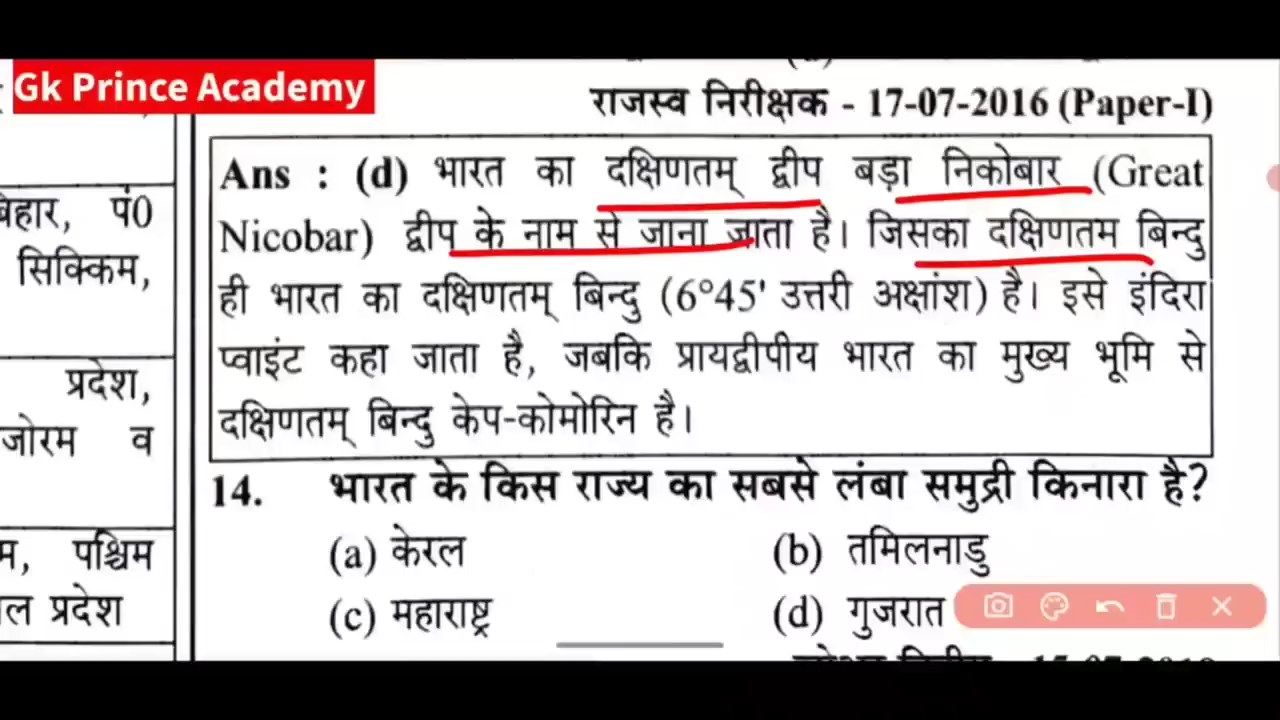 Gk Prince Academy
राजस्व निरीक्षक - 17-07-2016 (Paper-I)
Ans : (d) भारत का दक्षिणतम् द्वीप बड़ा निकोबार (Great
Nicobar) द्वीप के नाम से जाना जाता है। जिसका दक्षिणतम बिन्दु
ही भारत का दक्षिणतम् बिन्दु (6°45' उत्तरी अक्षांश) है। इसे इंदिरा
प्वाइंट कहा जाता है, जबकि प्रायद्वीपीय भारत का मुख्य भूमि से
दक्षिणतम् बिन्दु केप-कोमोरिन है।
14. भारत के किस राज्य का सबसे लंबा समुद्री किनारा है?
(a) केरल (b) तमिलनाडु
(c) महाराष्ट्र (d) गुजरात
पं0
सिक्किम,
प्रदेश,
व
पश्चिम
प्रदेश